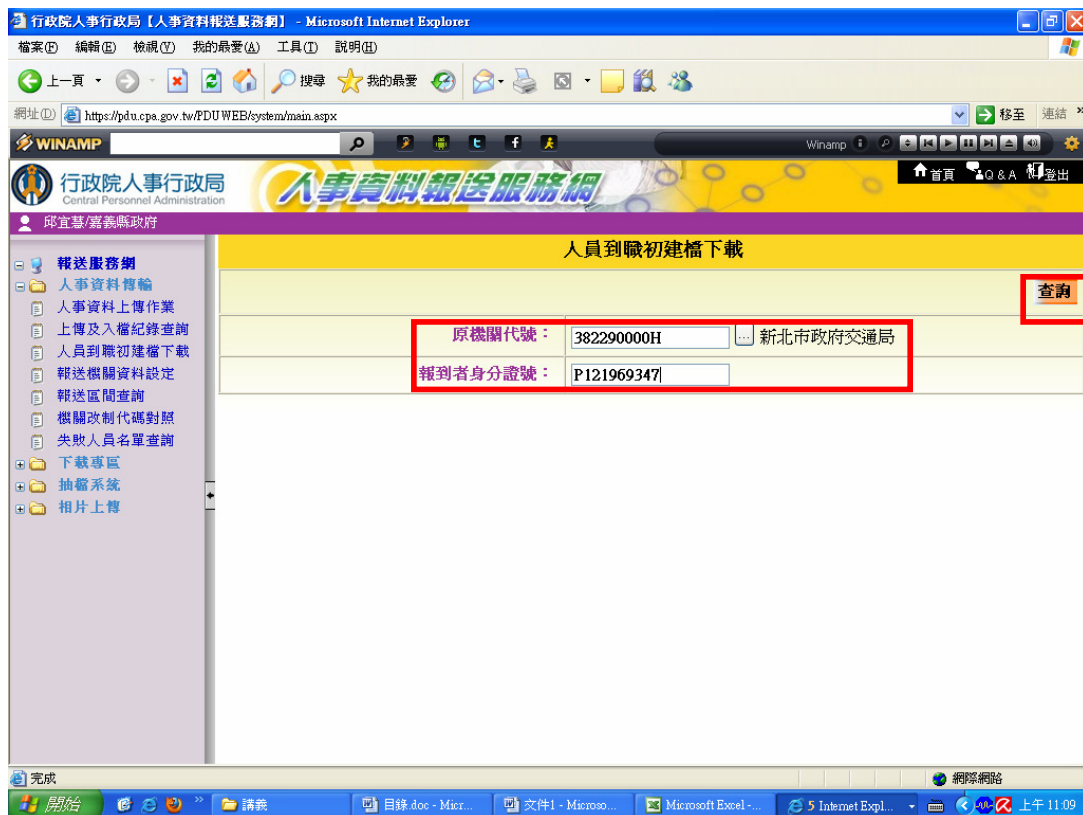 行政院人事行政局【人事資料報送服務網】 - Microsoft Internet Explorer
檔案(F) 編輯(E) 檢視(V) 我的最愛(A) 工具(T) 說明(H)
上一頁 搜尋 我的最愛
網址(D) https://pdu.cpa.gov.tw/PDUWEB/system/main.aspx 移至 連結 »
WINAMP Winamp
行政院人事行政局 人事資料報送服務網 首頁 Q & A 登出
Central Personnel Administration
邱宜慧/嘉義縣政府
人員到職初建檔下載
報送服務網
人事資料傳輸
人事資料上傳作業
上傳及入檔紀錄查詢
人員到職初建檔下載
報送機關資料設定
報送區間查詢
機關改制代碼對照
失敗人員名單查詢
下載專區
抽檔系統
相片上傳
查詢
原機關代號： 382290000H ... 新北市政府交通局
報到者身分證號： P121969347
完成 網際網路
開始 » 講義 目錄.doc - Micr... 文件1 - Microso... Microsoft Excel -... 5 Internet Expl... 上午 11:09